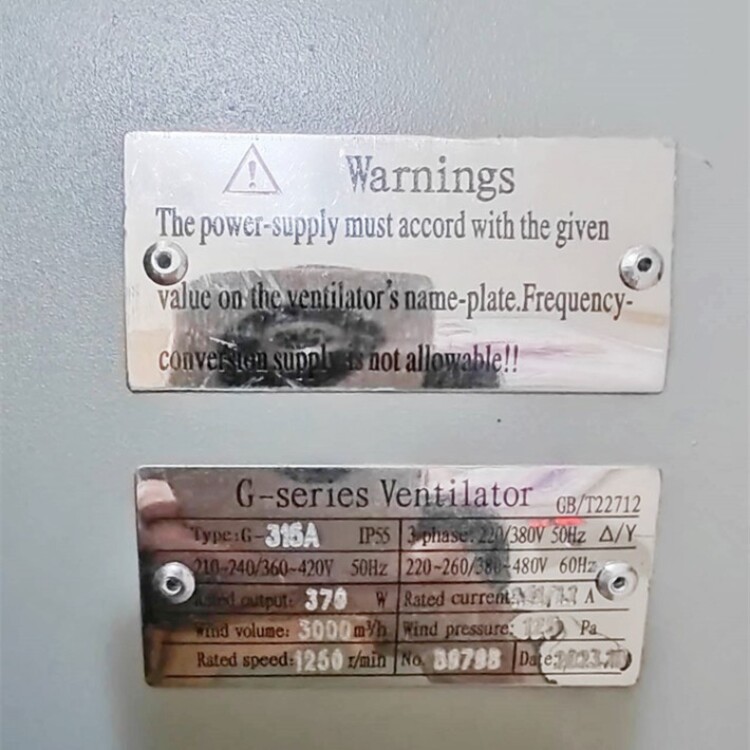 Warnings
The power-supply must accord with the given
value on the ventilator's name-plate.Frequency-
conversion supply is not allowable!!
G-series Ventilator GB/T22712
Type:G-315A IP55 3 phase: 220/380V 50Hz Δ/Y
210-240/360-420V 50Hz 220-260/380-480V 60Hz
Rated output: 370 W Rated current: A
Wind volume: 3000 m³/h Wind pressure: Pa
Rated speed: 1250 r/min No. Date: